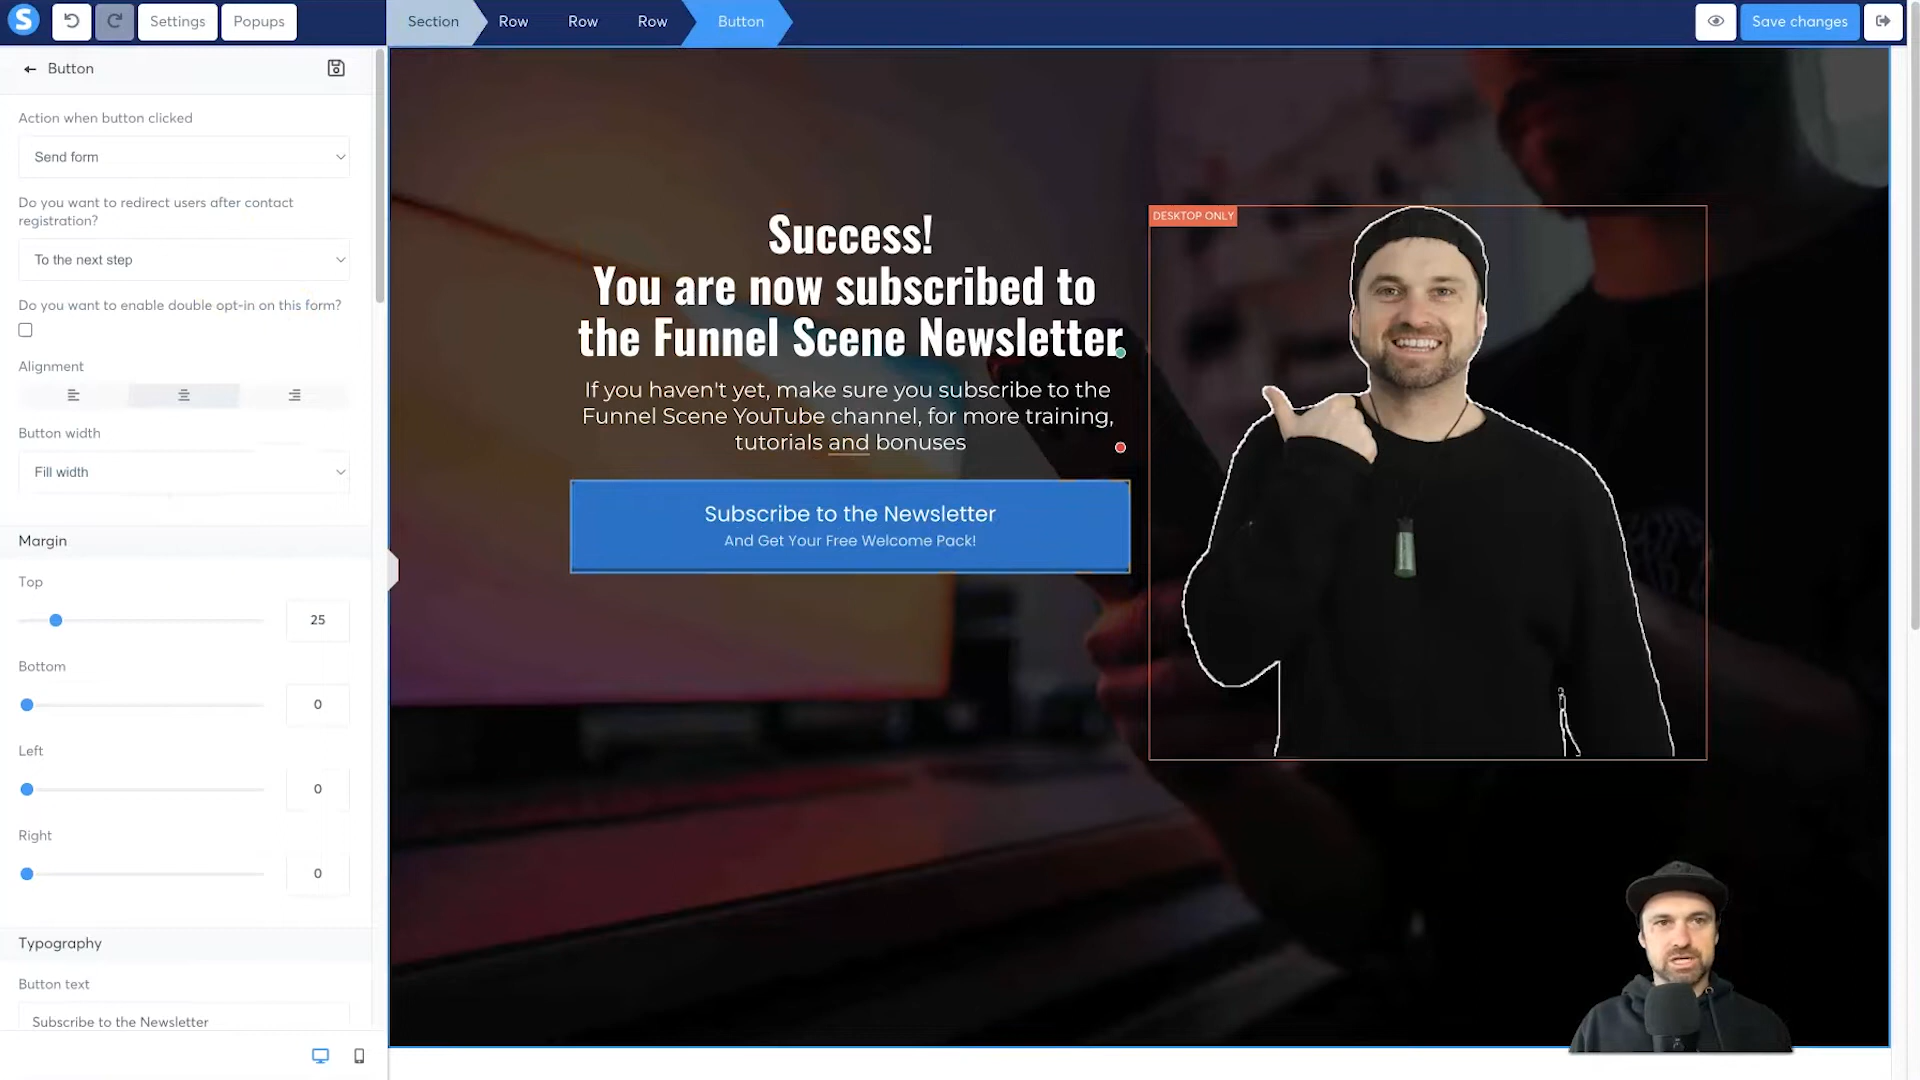 S
Settings
Popups
Section
Row
Row
Row
Button
Save changes
Button
Action when button clicked
Send form
Do you want to redirect users after contact
registration?
To the next step
Do you want to enable double opt-in on this form?
Alignment
Button width
Fill width
Margin
Top
25
Bottom
0
Left
0
Right
0
Typography
Button text
Subscribe to the Newsletter
Success!
You are now subscribed to
the Funnel Scene Newsletter
If you haven't yet, make sure you subscribe to the
Funnel Scene YouTube channel, for more training,
tutorials and bonuses
Subscribe to the Newsletter
And Get Your Free Welcome Pack!
DESKTOP ONLY